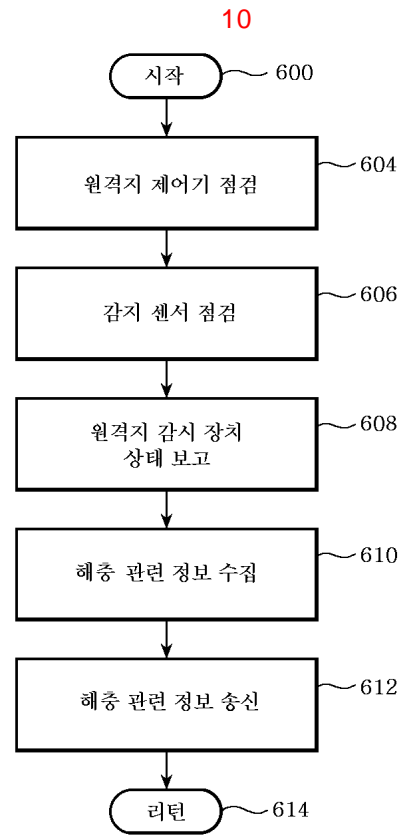 10
시작
600
원격지 제어기 점검
604
감지 센서 점검
606
원격지 감시 장치
상태 보고
608
해충 관련 정보 수집
610
해충 관련 정보 송신
612
리턴
614